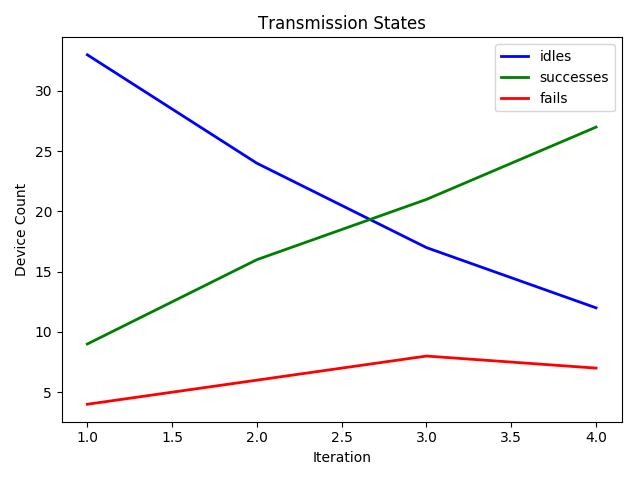 Transmission States
idles
successes
fails
Device Count
30
25
20
15
10
5
1.0 1.5 2.0 2.5 3.0 3.5 4.0
Iteration